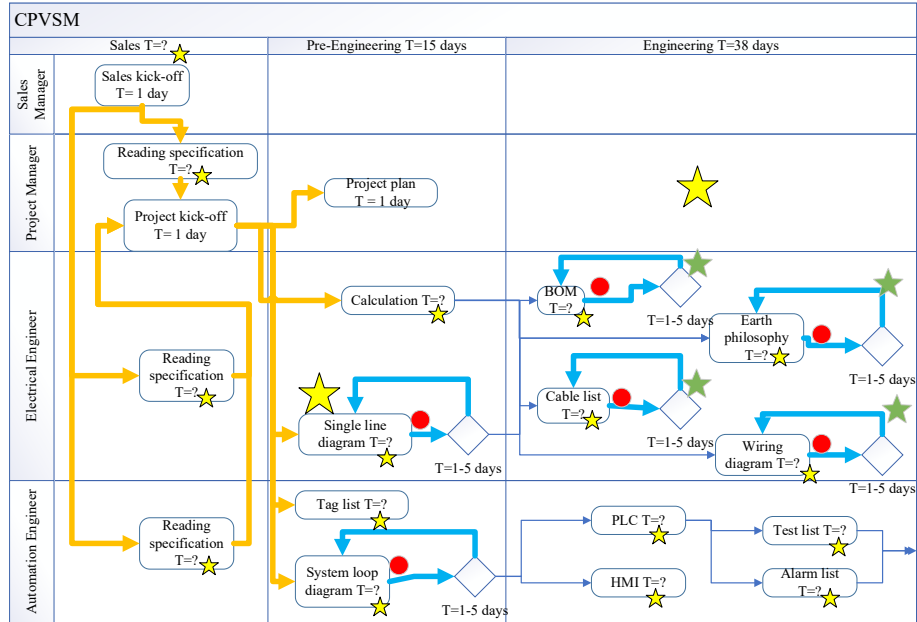 CPVSM
Sales T=?
Pre-Engineering T=15 days
Engineering T=38 days
Sales
Manager
Sales kick-off
T= 1 day
Project Manager
Reading specification
T=?
Project kick-off
T= 1 day
Project plan
T = 1 day
Electrical Engineer
Calculation T=?
BOM
T=?
T=1-5 days
Earth
philosophy
T=?
T=1-5 days
Reading
specification
T=?
Single line
diagram T=?
T=1-5 days
Cable list
T=?
T=1-5 days
Wiring
diagram T=?
T=1-5 days
Automation Engineer
Reading
specification
T=?
Tag list T=?
System loop
diagram T=?
T=1-5 days
PLC T=?
HMI T=?
Test list T=?
Alarm list
T=?